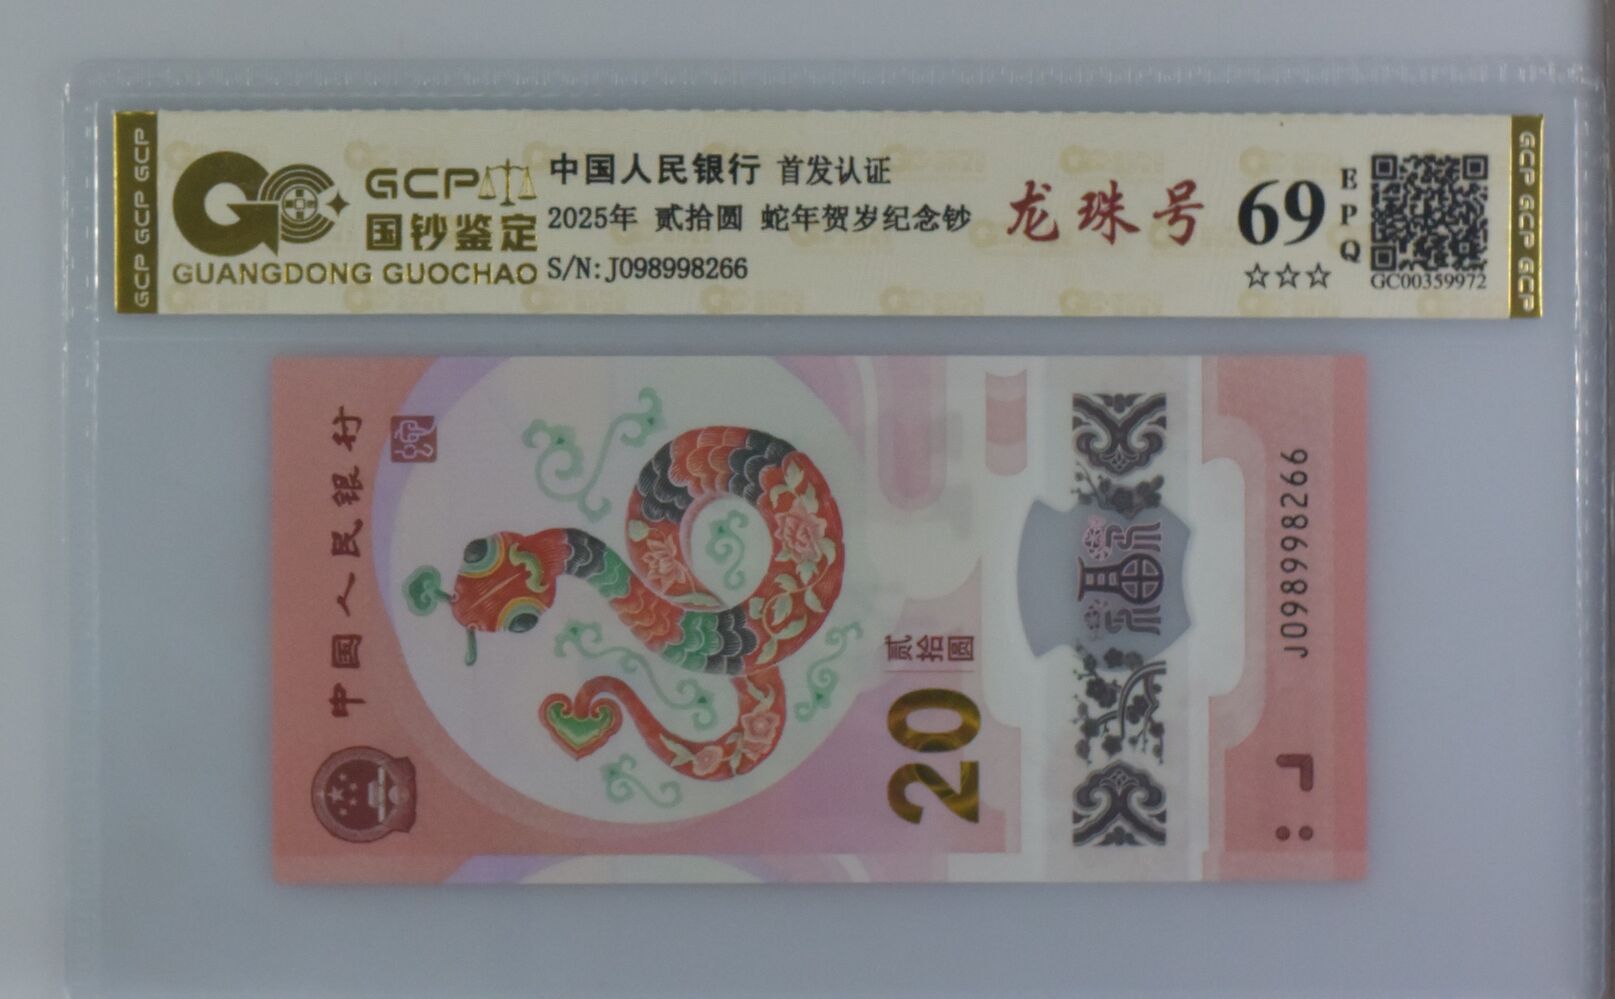 GCP GCP GCP
GCP
国钞鉴定
GUANGDONG GUOCHAO
中国人民银行 首发认证
2025年 贰拾圆 蛇年贺岁纪念钞
S/N:J098998266
龙珠号
69
EPQ
☆☆☆
GC00359972
GCP GCP GCP
中国人民银行
贰拾圆
20
福
J098998266